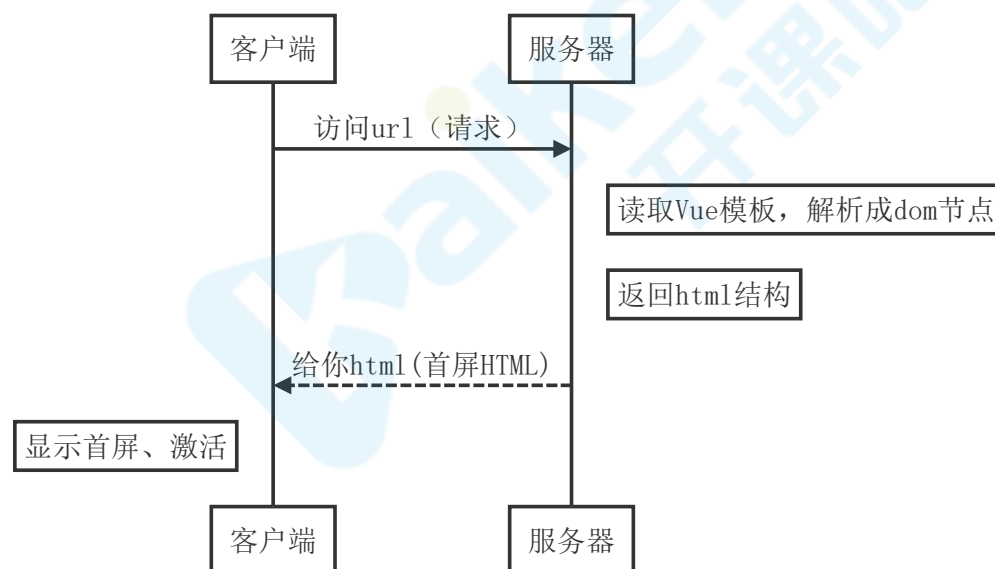 客户端
服务器
访问url（请求）
读取Vue模板，解析成dom节点
返回html结构
给你html(首屏HTML)
显示首屏、激活
客户端
服务器